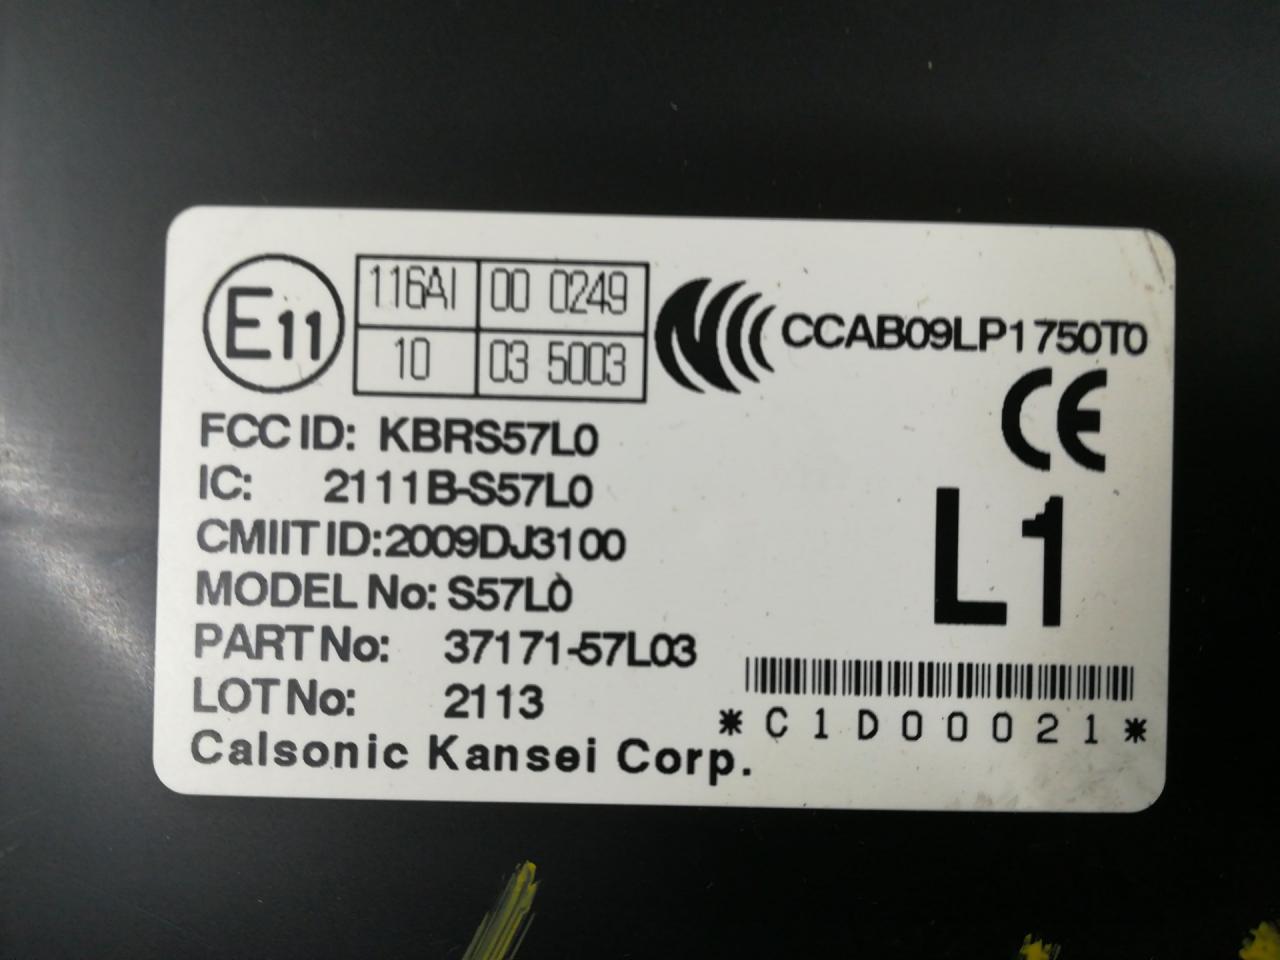 E11
116AI 00 0249
10 03 5003
CCAB09LP1750T0
CE
FCC ID: KBRS57L0
IC: 2111B-S57L0
CMIIT ID:2009DJ3100
MODEL No: S57L0
L1
PART No: 37171-57L03
LOT No: 2113
*C1D00021*
Calsonic Kansei Corp.